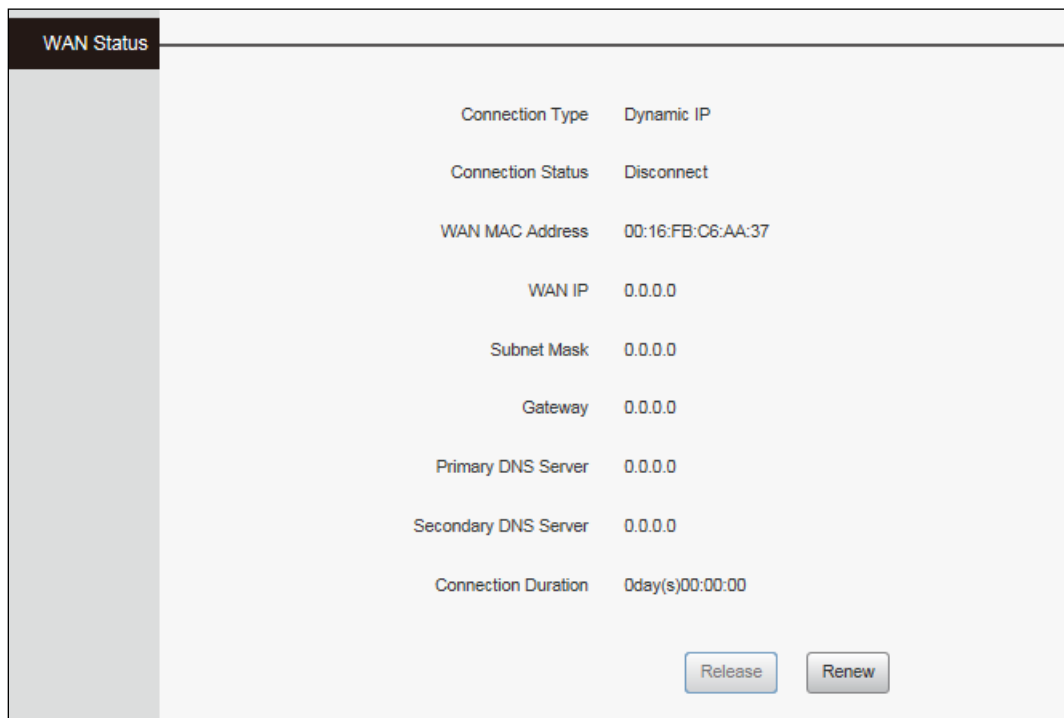 WAN Status
Connection Type Dynamic IP
Connection Status Disconnect
WAN MAC Address 00:16:FB:C6:AA:37
WAN IP 0.0.0.0
Subnet Mask 0.0.0.0
Gateway 0.0.0.0
Primary DNS Server 0.0.0.0
Secondary DNS Server 0.0.0.0
Connection Duration 0day(s)00:00:00
Release Renew